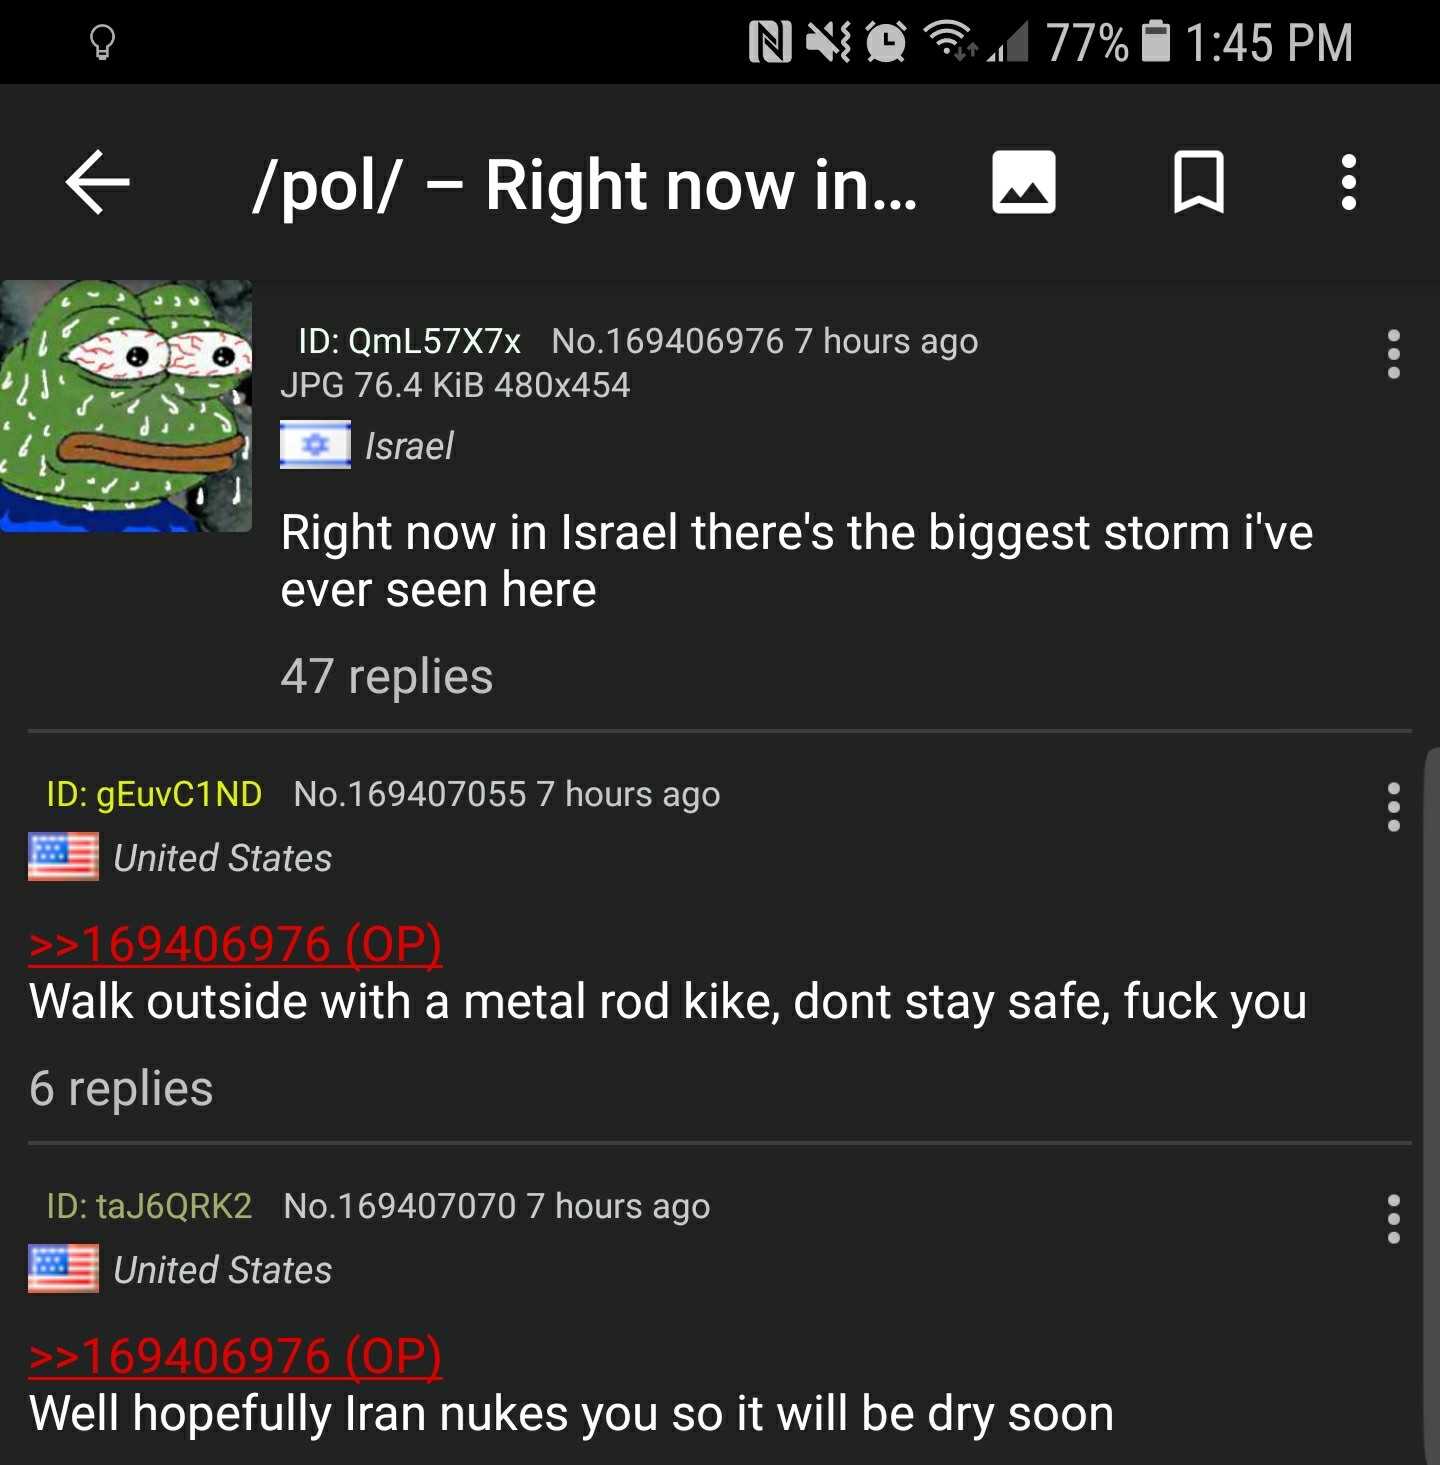 77% 1:45 PM
/pol/ – Right now in...
ID: QmL57X7x No.169406976 7 hours ago
JPG 76.4 KiB 480x454
Israel
Right now in Israel there's the biggest storm i've
ever seen here
47 replies
ID: gEuvC1ND No.169407055 7 hours ago
United States
>>169406976 (OP)
Walk outside with a metal rod kike, dont stay safe, fuck you
6 replies
ID: taJ6QRK2 No.169407070 7 hours ago
United States
>>169406976 (OP)
Well hopefully Iran nukes you so it will be dry soon